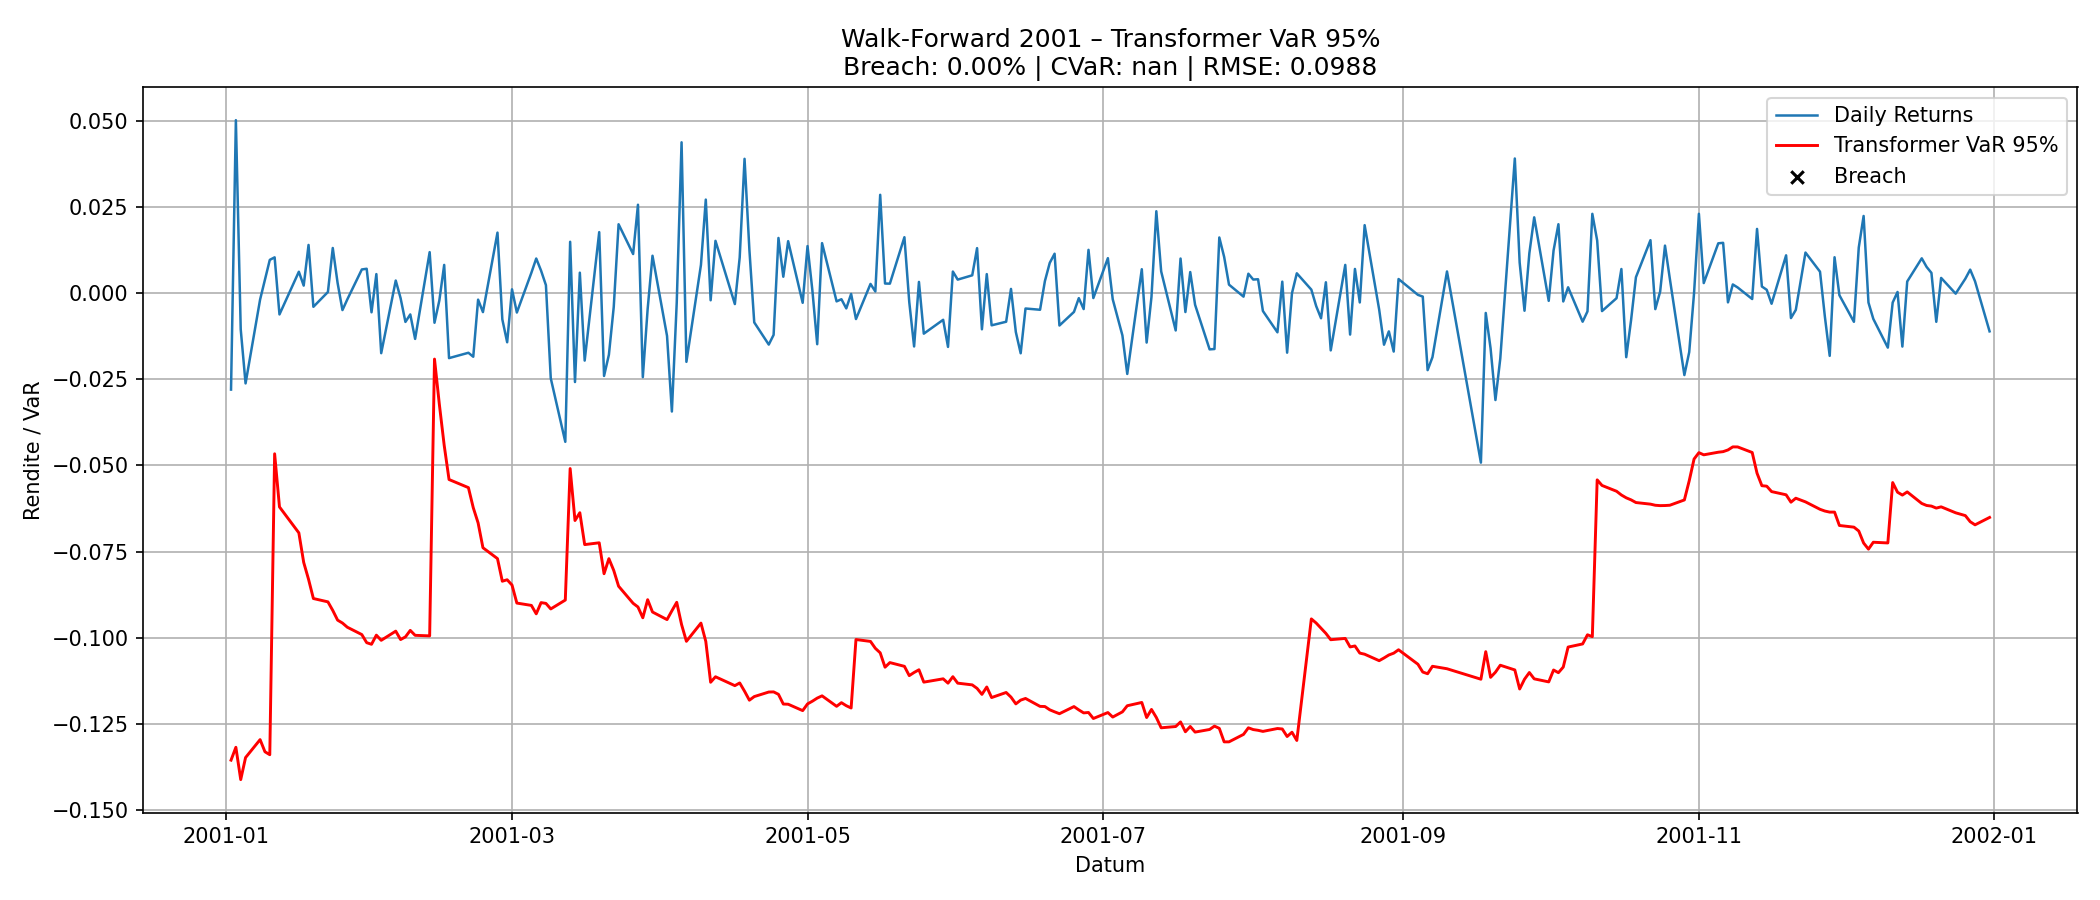 Walk-Forward 2001 – Transformer VaR 95%
Breach: 0.00% | CVaR: nan | RMSE: 0.0988
Daily Returns
Transformer VaR 95%
Breach
0.050
0.025
0.000
−0.025
−0.050
−0.075
−0.100
−0.125
−0.150
Rendite / VaR
2001-01
2001-03
2001-05
2001-07
2001-09
2001-11
2002-01
Datum